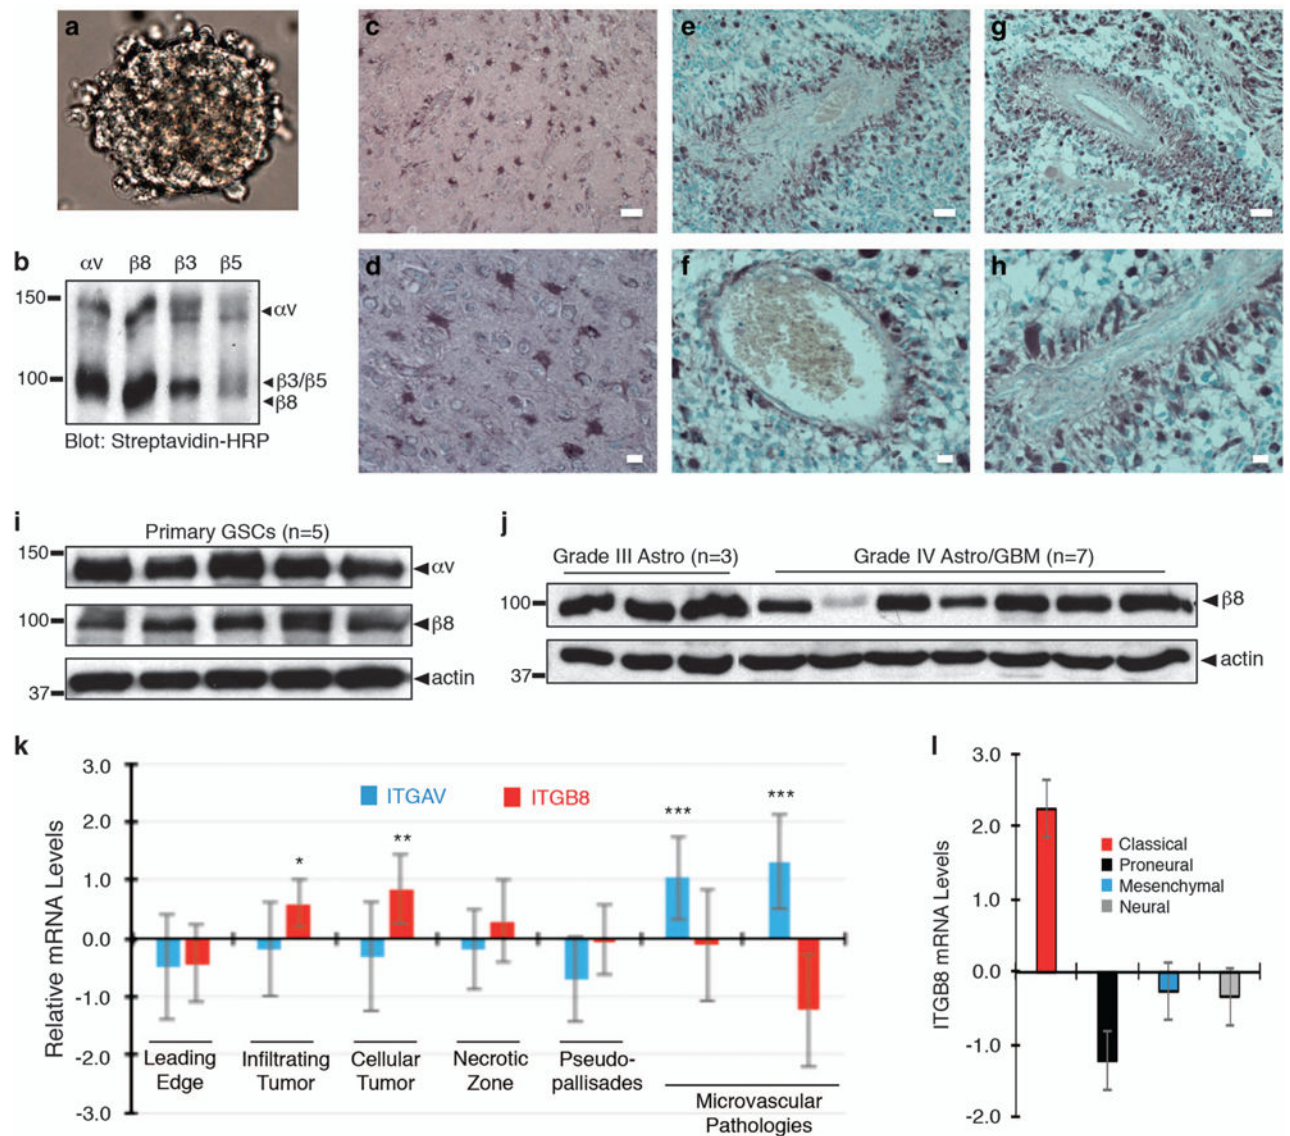 a
b
αv β8 β3 β5
150
100
αv
β3/β5
β8
Blot: Streptavidin-HRP
c
d
e
f
g
h
i
Primary GSCs (n=5)
150
αv
100
β8
37
actin
j
Grade III Astro (n=3) Grade IV Astro/GBM (n=7)
100
β8
37
actin
k
Relative mRNA Levels
3.0
2.0
1.0
0.0
-1.0
-2.0
-3.0
ITGAV ITGB8
*
**
***
***
Leading
Edge
Infiltrating
Tumor
Cellular
Tumor
Necrotic
Zone
Pseudo-
pallisades
Microvascular
Pathologies
l
ITGB8 mRNA Levels
3.0
2.0
1.0
0.0
-1.0
-2.0
Classical
Proneural
Mesenchymal
Neural